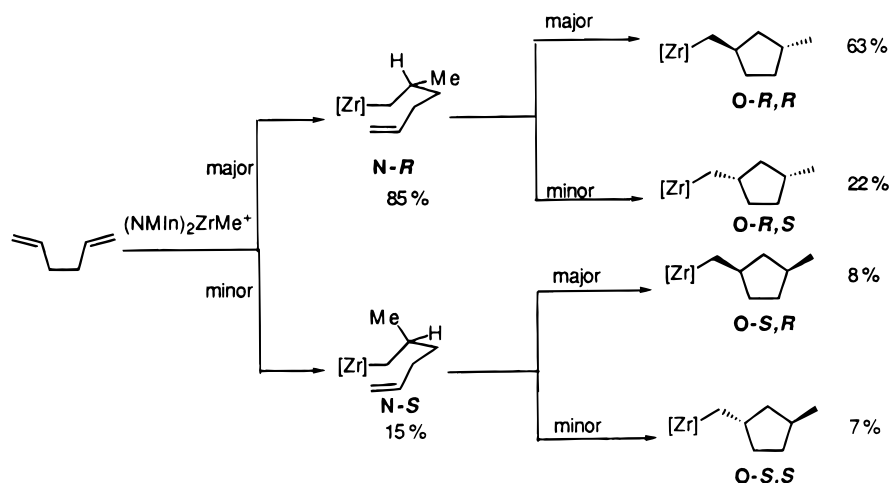 major
[Zr]
63%
O-R,R
H
Me
[Zr]
N-R
85%
major
minor
[Zr]
22%
O-R,S
(NMIn)₂ZrMe⁺
minor
major
[Zr]
8%
O-S,R
Me
H
[Zr]
N-S
15%
minor
[Zr]
7%
O-S,S